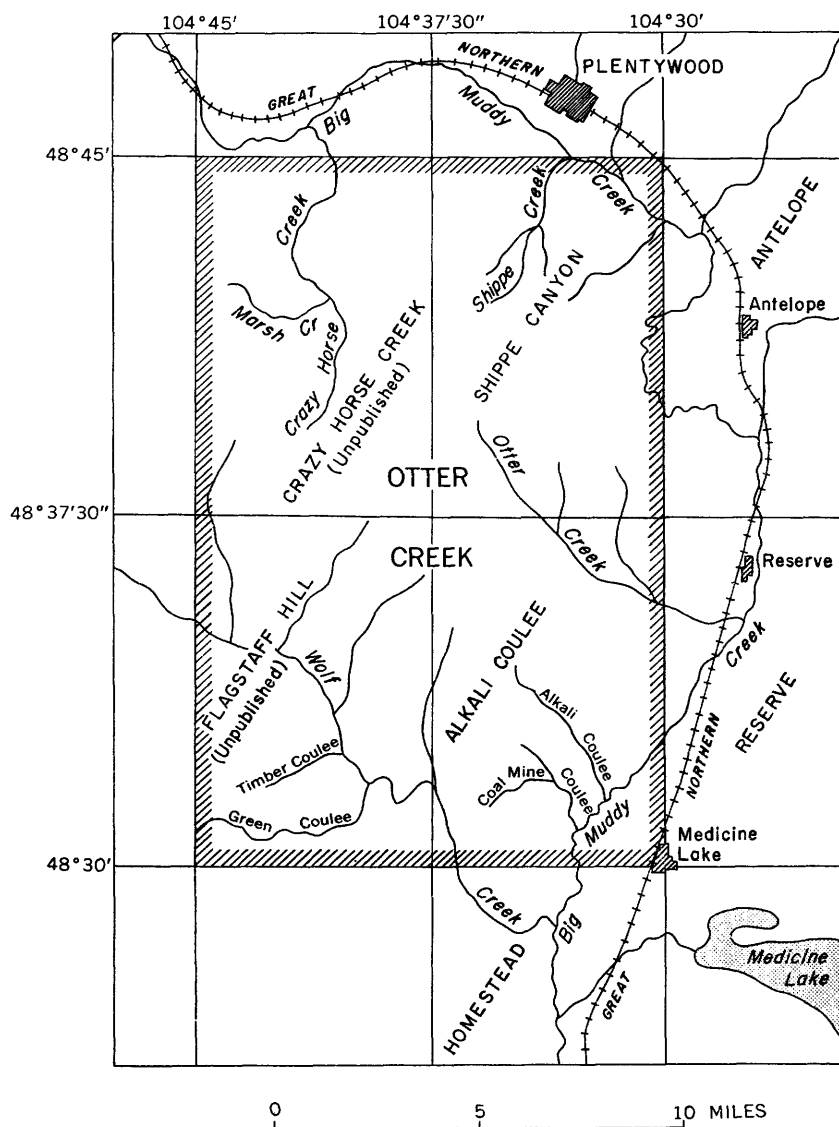 104°45' 104°37'30" 104°30'
NORTHERN
PLENTYWOOD
GREAT
Big
Muddy
48°45'
Creek
Creek
Creek
ANTELOPE
Shippe
SHIPPE CANYON
Antelope
Marsh
Cr
Horse
Crazy
CRAZY HORSE CREEK
(Unpublished)
Otter
OTTER
48°37'30"
CREEK
Creek
Reserve
FLAGSTAFF HILL
(Unpublished)
Wolf
ALKALI COULEE
Creek
RESERVE
Alkali
Coulee
NORTHERN
Timber Coulee
Coal Mine
Coulee
Green Coulee
Muddy
Medicine
Lake
48°30'
Creek
Big
HOMESTEAD
GREAT
Medicine
Lake
0 5 10 MILES